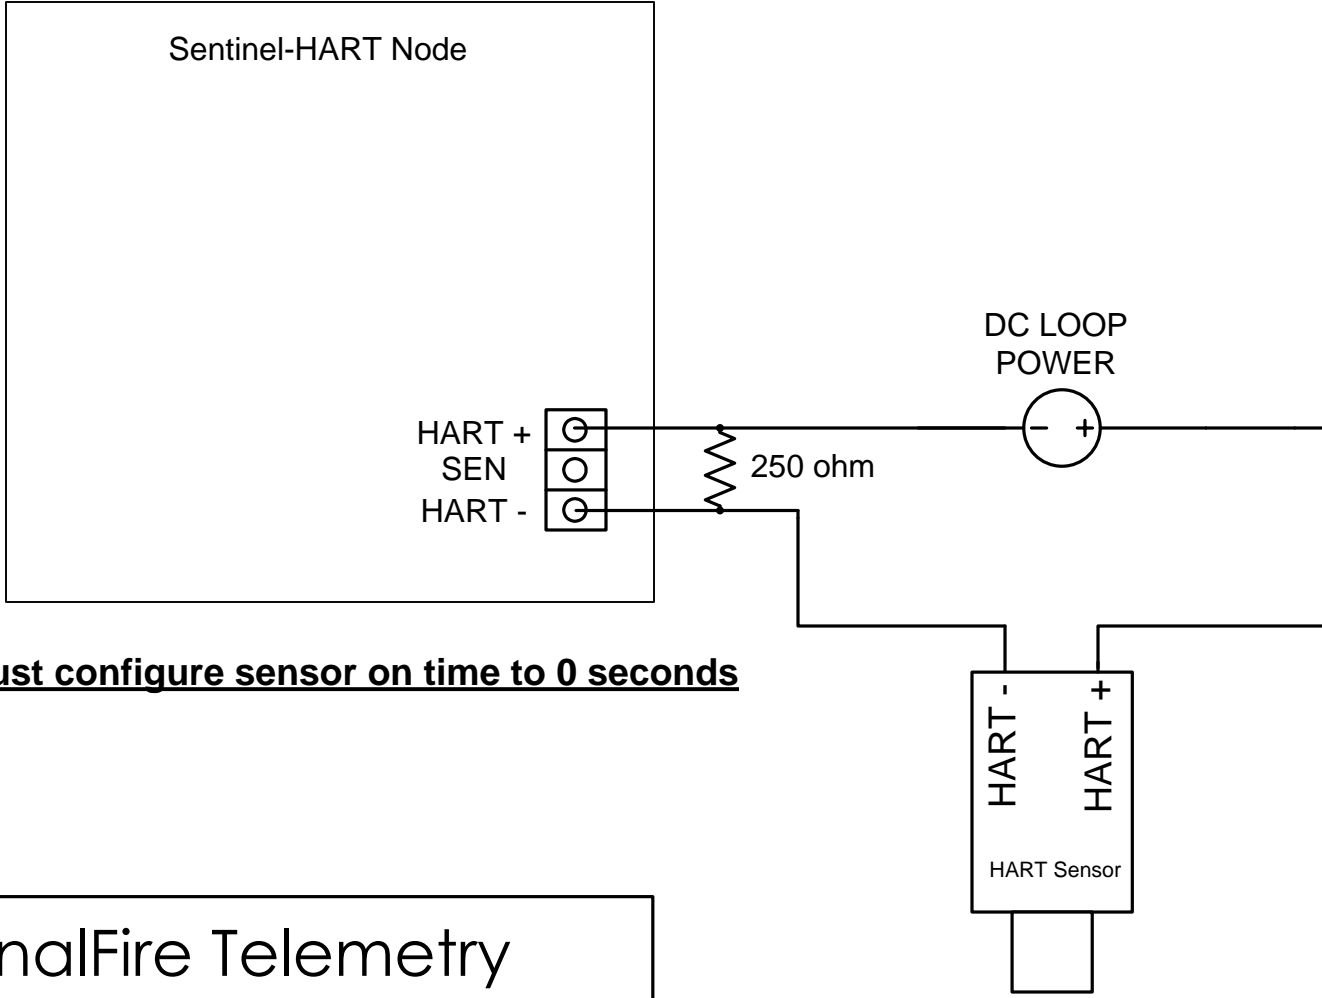 Sentinel-HART Node
DC LOOP
POWER
HART +
SEN
HART -
250 ohm
− +
ust configure sensor on time to 0 seconds
HART -
HART +
HART Sensor
nalFire Telemetry